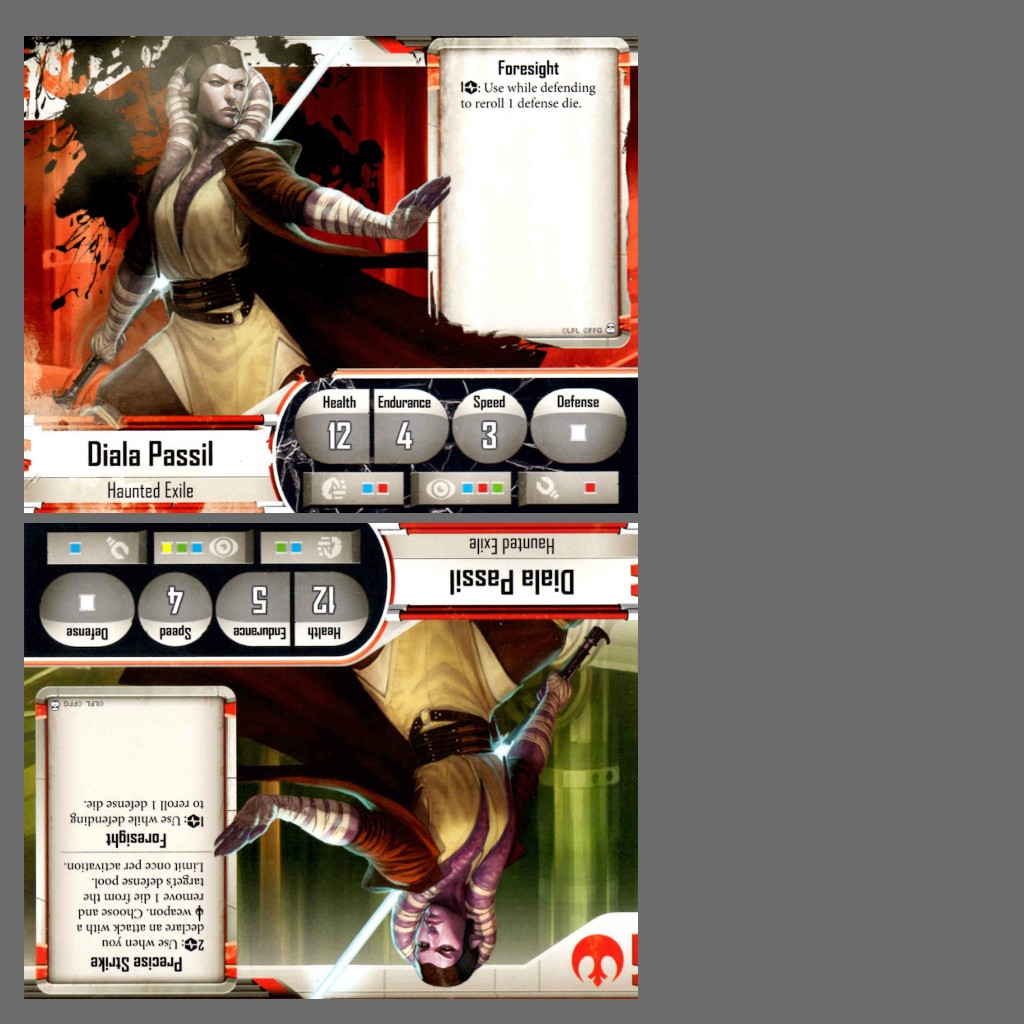 Foresight
1: Use while defending
to reroll 1 defense die.
©LFL ©FFG
Health
Endurance
Speed
Defense
12
4
3
Diala Passil
Haunted Exile
Diala Passil
Haunted Exile
Health
Endurance
Speed
Defense
12
5
4
Precise Strike
2: Use when you
declare an attack with a
weapon. Choose and
remove 1 die from the
target's defense pool.
Limit once per activation.
Foresight
1: Use while defending
to reroll 1 defense die.
©LFL ©FFG